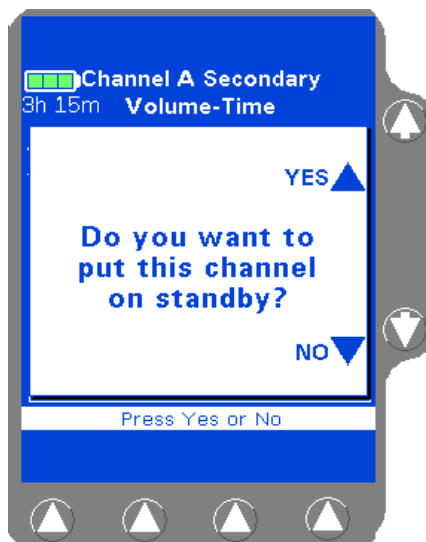 Channel A Secondary
3h 15m Volume-Time
YES
Do you want to
put this channel
on standby?
NO
Press Yes or No